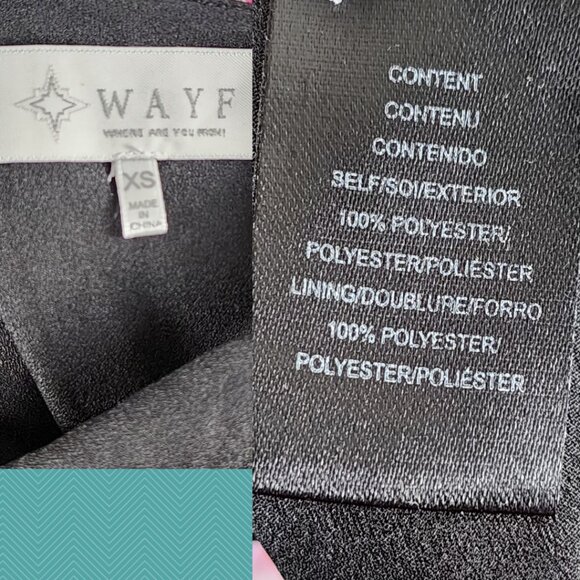 WAYF
WHERE ARE YOU FROM?
XS
MADE
IN
CHINA
CONTENT
CONTENU
CONTENIDO
SELF/SOI/EXTERIOR
100% POLYESTER/
POLYESTER/POLIÉSTER
LINING/DOUBLURE/FORRO
100% POLYESTER/
POLYESTER/POLIÉSTER